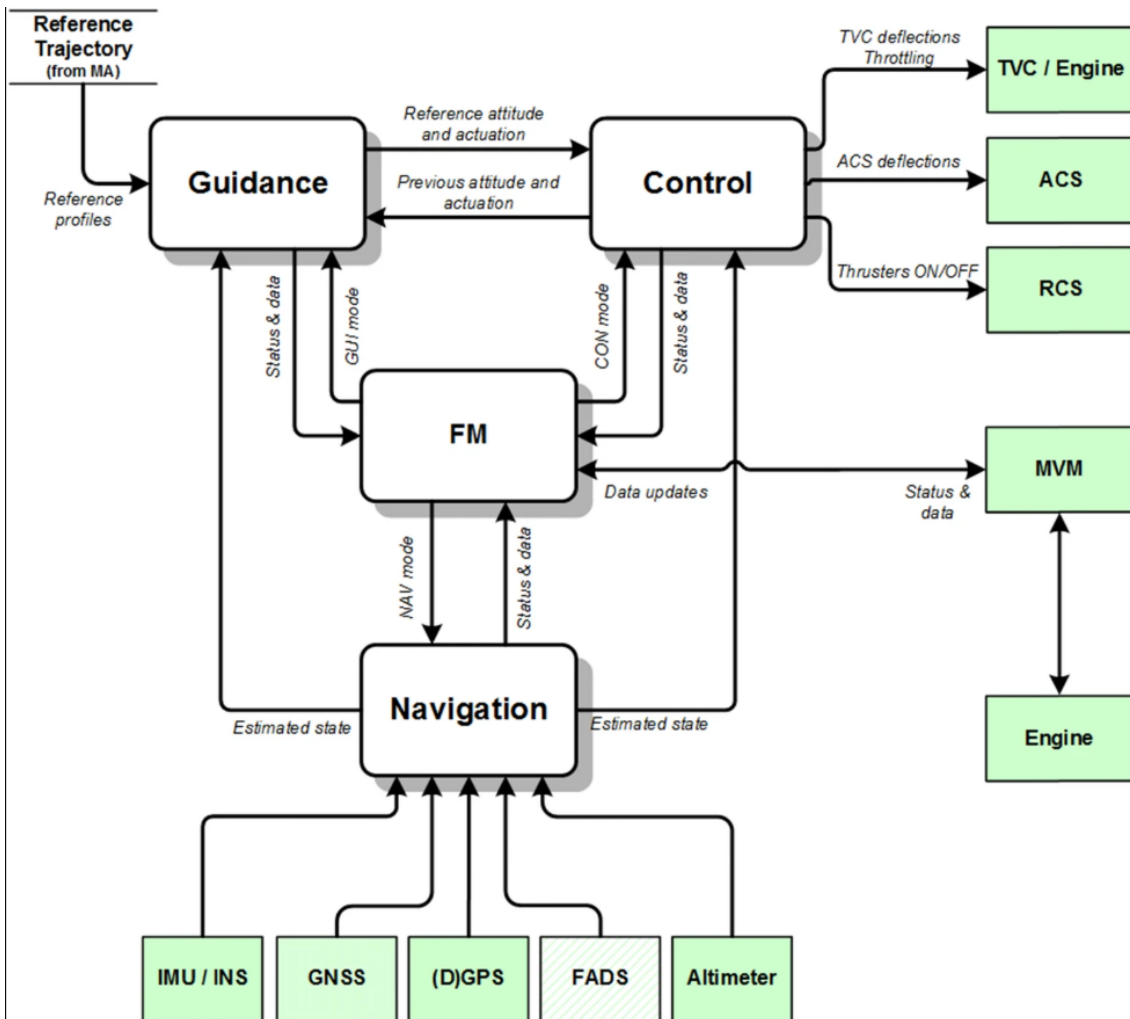 Reference
Trajectory
(from MA)
Reference
profiles
Guidance
Reference attitude
and actuation
Previous attitude and
actuation
Control
TVC deflections
Throttling
TVC / Engine
ACS deflections
ACS
Thrusters ON/OFF
RCS
Status & data
GUI mode
CON mode
Status & data
FM
Data updates
Status &
data
MVM
NAV mode
Status & data
Navigation
Estimated state
Estimated state
Engine
IMU / INS
GNSS
(D)GPS
FADS
Altimeter